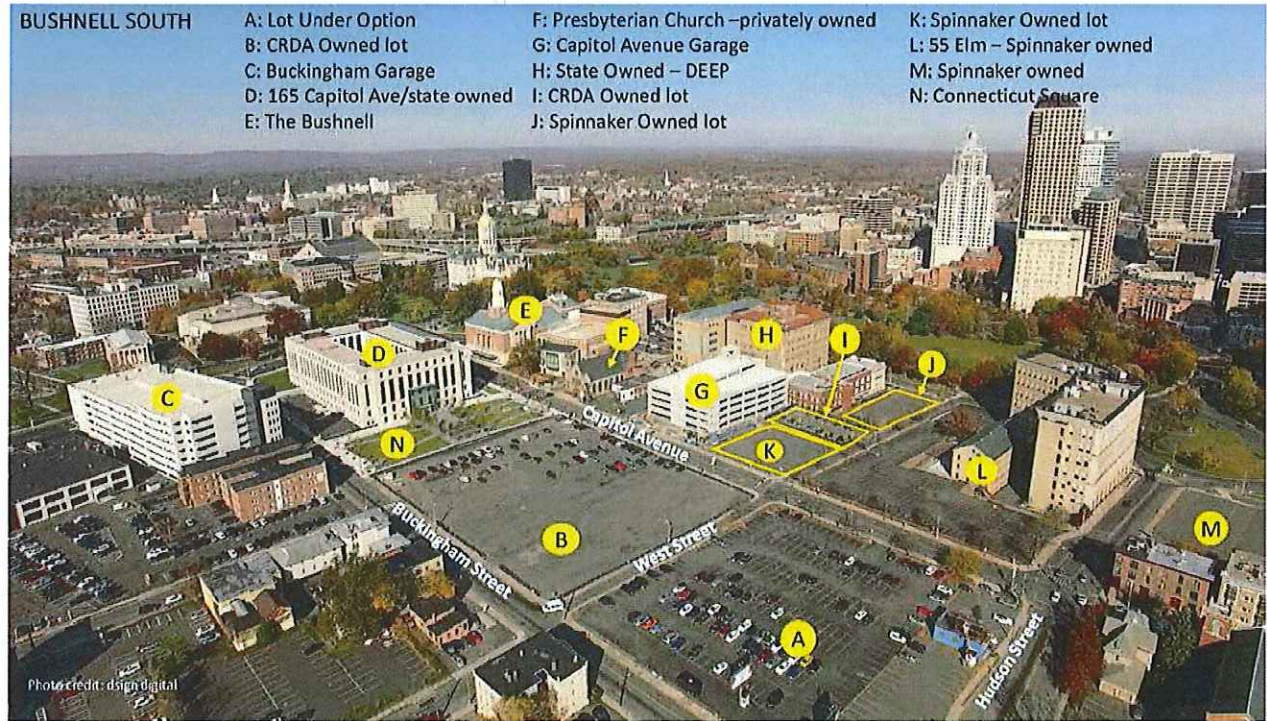 BUSHNELL SOUTH
A: Lot Under Option
B: CRDA Owned lot
C: Buckingham Garage
D: 165 Capitol Ave/state owned
E: The Bushnell
F: Presbyterian Church –privately owned
G: Capitol Avenue Garage
H: State Owned – DEEP
I: CRDA Owned lot
J: Spinnaker Owned lot
K: Spinnaker Owned lot
L: 55 Elm – Spinnaker owned
M: Spinnaker owned
N: Connecticut Square
E
F
H
I
D
J
G
C
Capitol Avenue
N
K
L
M
Buckingham Street
B
West Street
A
Hudson Street
Photo credit: dsign digital